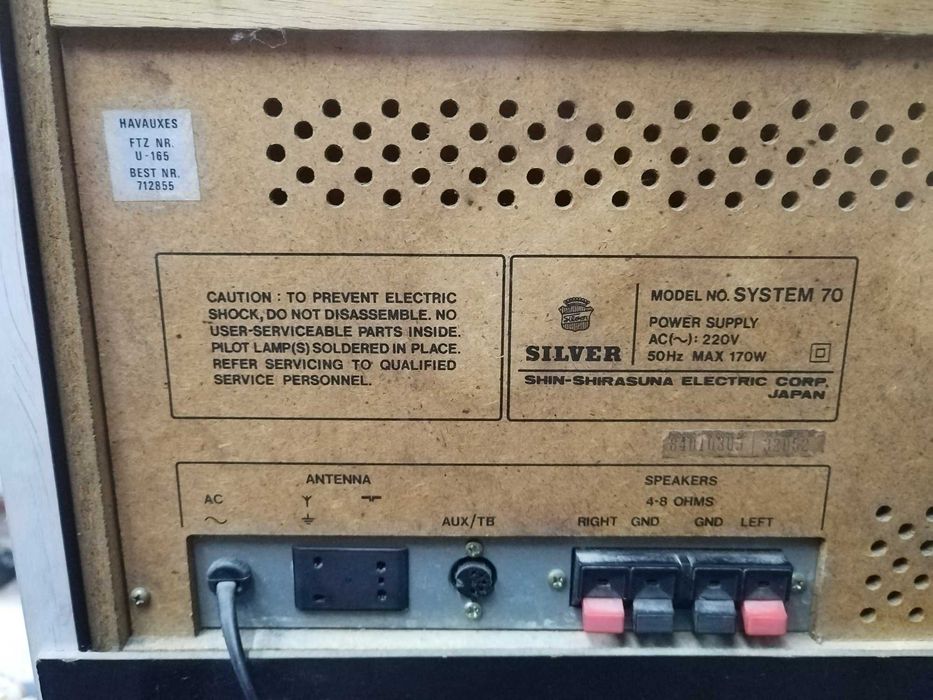 HAVAUXES
FTZ NR.
U-165
BEST NR.
712855
CAUTION : TO PREVENT ELECTRIC
SHOCK, DO NOT DISASSEMBLE. NO
USER-SERVICEABLE PARTS INSIDE.
PILOT LAMP(S) SOLDERED IN PLACE.
REFER SERVICING TO QUALIFIED
SERVICE PERSONNEL.
Silver
SILVER
MODEL NO. SYSTEM 70
POWER SUPPLY
AC(~): 220V
50Hz MAX 170W
SHIN-SHIRASUNA ELECTRIC CORP.
JAPAN
ANTENNA
AC
AUX/TB
SPEAKERS
4-8 OHMS
RIGHT GND GND LEFT